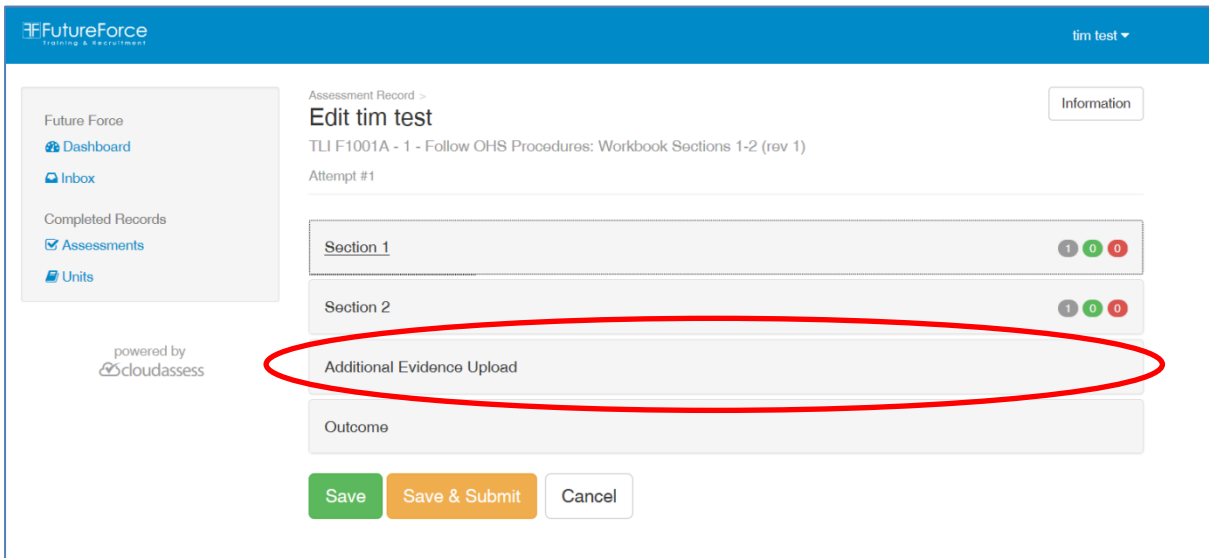 FutureForce
Training & Recruitment
tim test
Future Force
Dashboard
Inbox
Completed Records
Assessments
Units
powered by
cloudassess
Assessment Record >
Edit tim test
Information
TLI F1001A - 1 - Follow OHS Procedures: Workbook Sections 1-2 (rev 1)
Attempt #1
Section 1 1 0 0
Section 2 1 0 0
Additional Evidence Upload
Outcome
Save Save & Submit Cancel